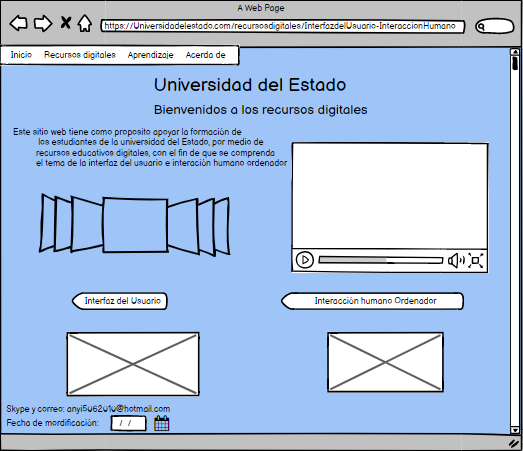 A Web Page
https://Universidadelestado.com/recursosdigitales/InterfazdelUsuario-InteraccionHumano
Inicio Recursos digitales Aprendizaje Acerda de
Universidad del Estado
Bienvenidos a los recursos digitales
Este sitio web tiene como proposito apoyar la formación de
los estudiantes de la universidad del Estado, por medio de
recursos educativos digitales, con el fin de que se comprenda
el tema de la interfaz del usuario e interación humano ordenador
Interfaz del Usuario
Interacción humano Ordenador
Skype y correo: anyi5062010@hotmail.com
Fecha de mordificación: / /